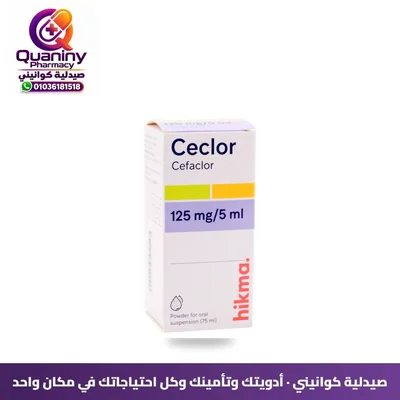 Quaniny
Pharmacy
صيدلية كوانيني
01036181518
Ceclor
Cefaclor
125 mg/5 ml
Powder for oral
suspension (75 ml)
hikma.
صيدلية كوانيني - أدويتك وتأمينك وكل احتياجاتك في مكان واحد